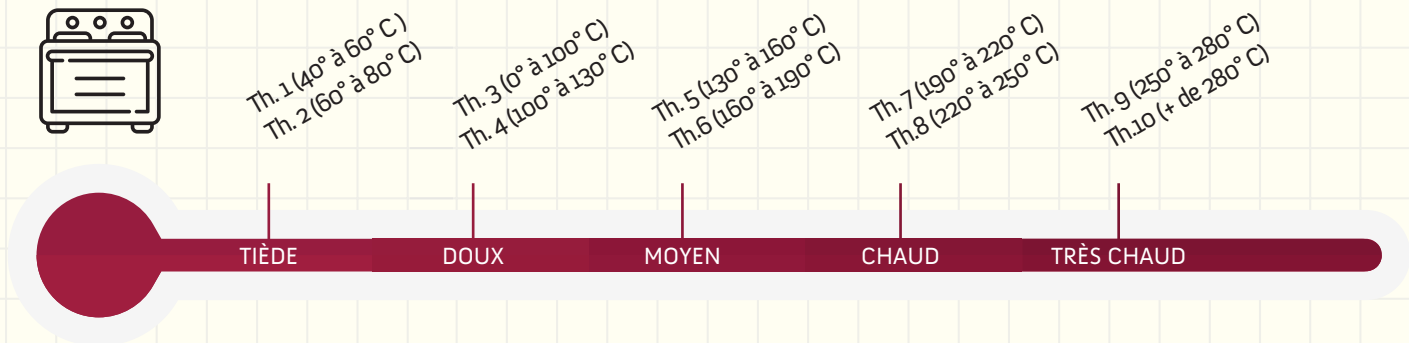 Th. 1 (40° à 60° C )
Th. 2 (60° à 80° C)
Th. 3 (0° à 100° C)
Th. 4 (100° à 130° C)
Th. 5 (130° à 160° C)
Th.6 (160° à 190° C)
Th. 7 (190° à 220° C)
Th.8 (220° à 250° C)
Th. 9 (250° à 280° C)
Th.10 (+ de 280° C)
TIÈDE
DOUX
MOYEN
CHAUD
TRÈS CHAUD